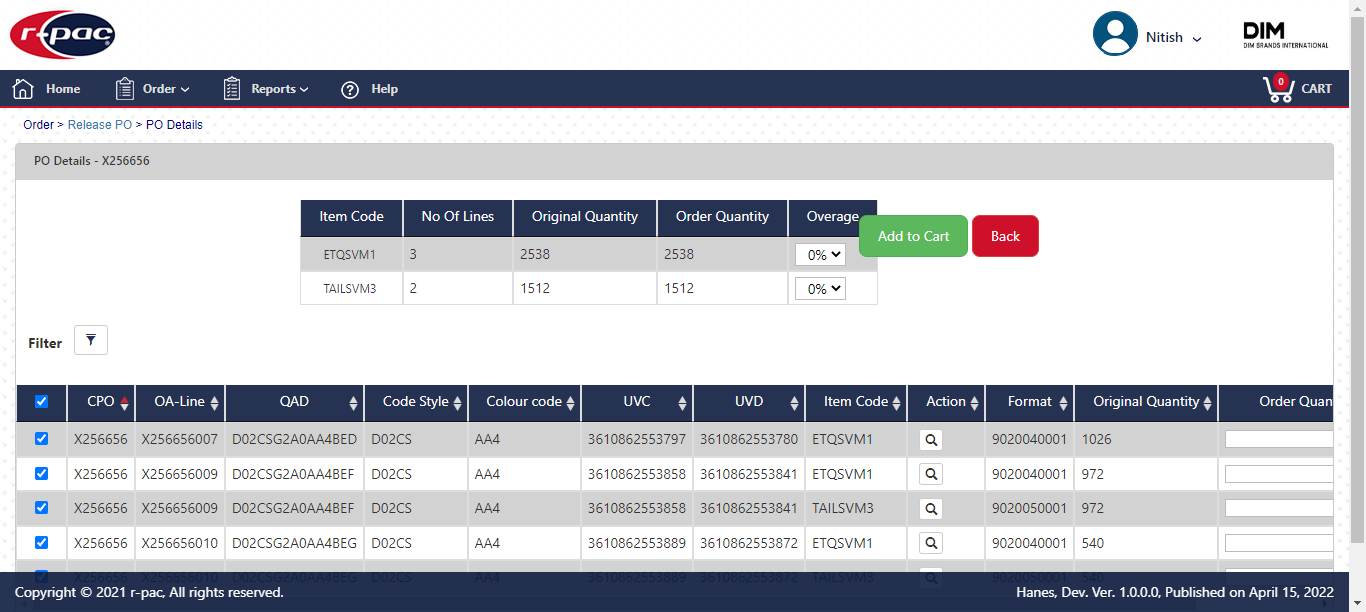 r-pac
Nitish
DIM
DIM BRANDS INTERNATIONAL
Home Order Reports Help 0 CART
Order > Release PO > PO Details
PO Details - X256656
Item Code No Of Lines Original Quantity Order Quantity Overage
Add to Cart Back
ETQSVM1 3 2538 2538 0%
TAILSVM3 2 1512 1512 0%
Filter
CPO OA-Line QAD Code Style Colour code UVC UVD Item Code Action Format Original Quantity Order Quan
X256656 X256656007 D02CSG2A0AA4BED D02CS AA4 3610862553797 3610862553780 ETQSVM1 9020040001 1026
X256656 X256656009 D02CSG2A0AA4BEF D02CS AA4 3610862553858 3610862553841 ETQSVM1 9020040001 972
X256656 X256656009 D02CSG2A0AA4BEF D02CS AA4 3610862553858 3610862553841 TAILSVM3 9020050001 972
X256656 X256656010 D02CSG2A0AA4BEG D02CS AA4 3610862553889 3610862553872 ETQSVM1 9020040001 540
X256656 X256656010 D02CSG2A0AA4BEG D02CS AA4 3610862553889 3610862553872 TAILSVM3 9020050001 540
Copyright © 2021 r-pac, All rights reserved. Hanes, Dev. Ver. 1.0.0.0, Published on April 15, 2022